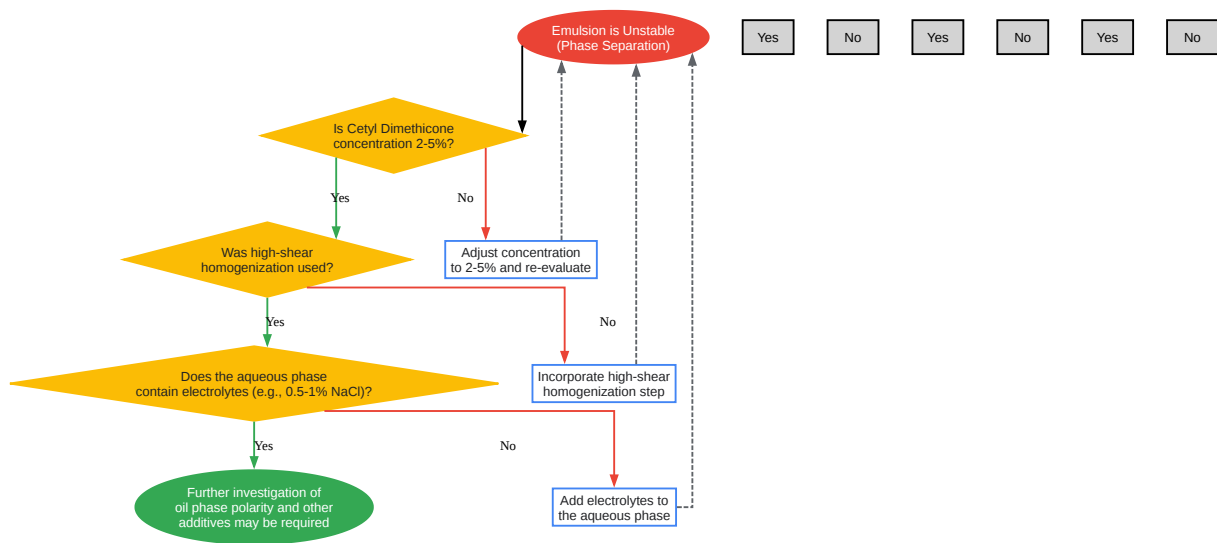 Emulsion is Unstable
(Phase Separation)
Yes
No
Yes
No
Yes
No
Is Cetyl Dimethicone
concentration 2-5%?
Yes
No
Was high-shear
homogenization used?
Adjust concentration
to 2-5% and re-evaluate
Yes
No
Does the aqueous phase
contain electrolytes (e.g., 0.5-1% NaCl)?
Incorporate high-shear
homogenization step
Yes
No
Further investigation of
oil phase polarity and other
additives may be required
Add electrolytes to
the aqueous phase